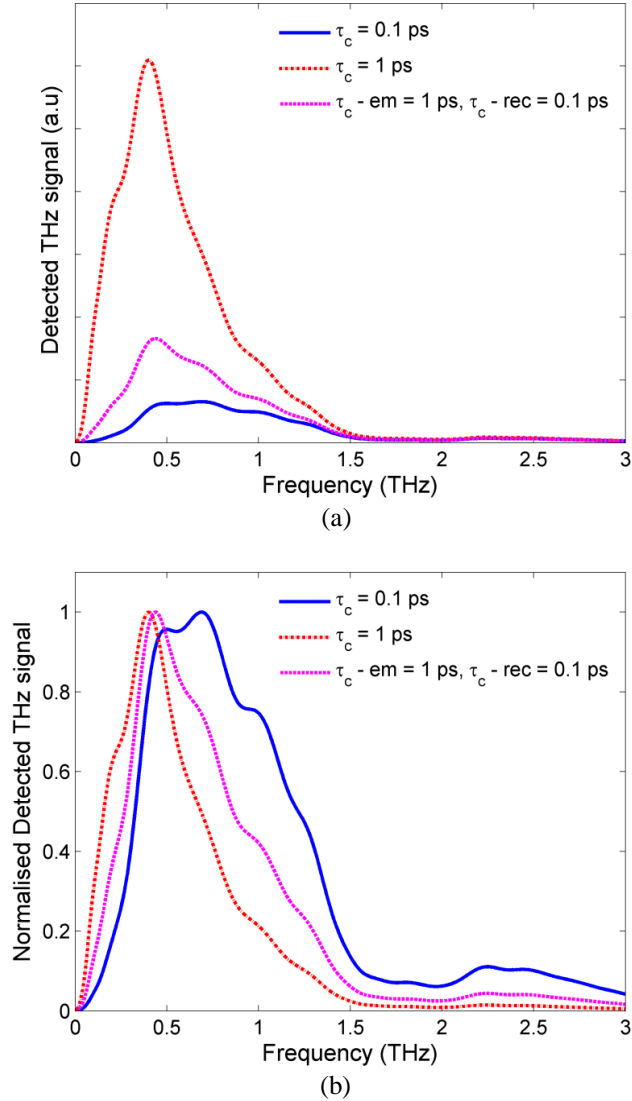 Detected THz signal (a.u)
τc = 0.1 ps
τc = 1 ps
τc - em = 1 ps, τc - rec = 0.1 ps
0 0.5 1 1.5 2 2.5 3
Frequency (THz)
(a)
Normalised Detected THz signal
1
0.8
0.6
0.4
0.2
0
τc = 0.1 ps
τc = 1 ps
τc - em = 1 ps, τc - rec = 0.1 ps
0 0.5 1 1.5 2 2.5 3
Frequency (THz)
(b)